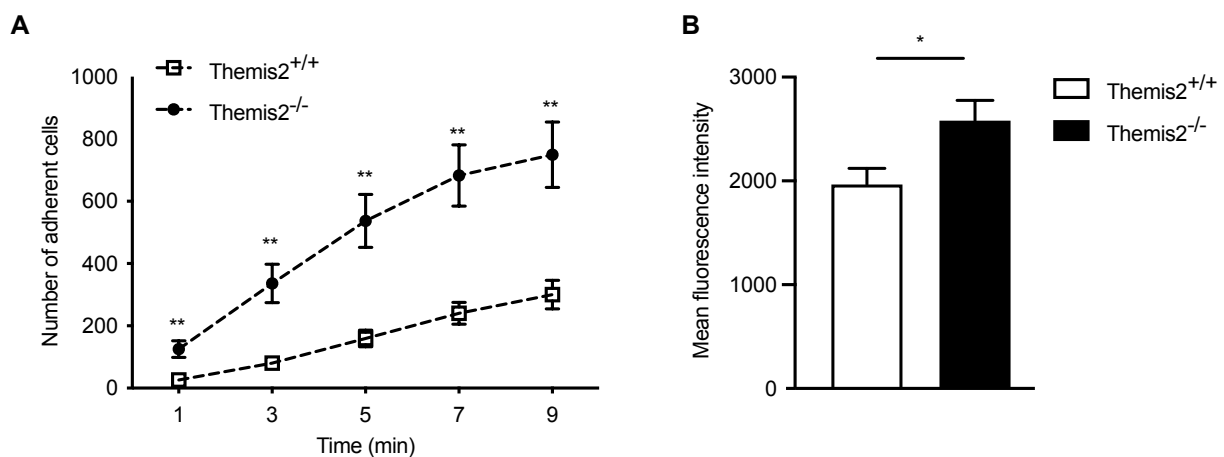 A
Themis2+/+
Themis2-/-
1000
800
600
400
200
0
Number of adherent cells
**
**
**
**
**
1
3
5
7
9
Time (min)
B
*
3000
2000
1000
0
Mean fluorescence intensity
Themis2+/+
Themis2-/-